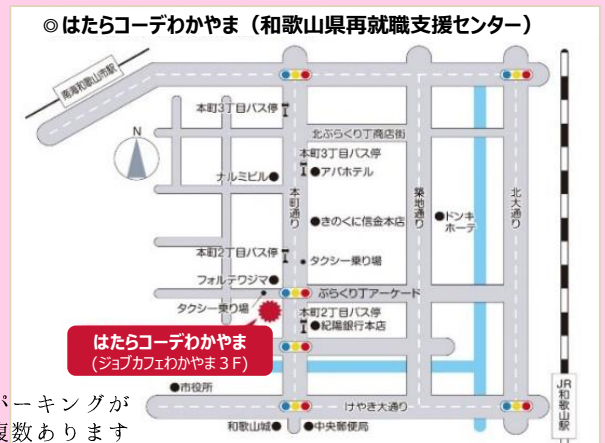 ◎はたらコーデわかやま（和歌山県再就職支援センター）
南海和歌山市駅
本町3丁目バス停
N
北ぶらくり丁商店街
本町3丁目バス停
ナルミビル●
●アパホテル
本町通り
築地通り
北大通り
●きのくに信金本店
●ドンキ
ホーテ
本町2丁目バス停
・タクシー乗り場
フォルテワジマ●
ぶらくり丁アーケード
タクシー乗り場
本町2丁目バス停
●紀陽銀行本店
はたらコーデわかやま
(ジョブカフェわかやま３F)
●市役所
パーキングが
複数あります
けやき大通り
JR和歌山駅
和歌山城●
●中央郵便局